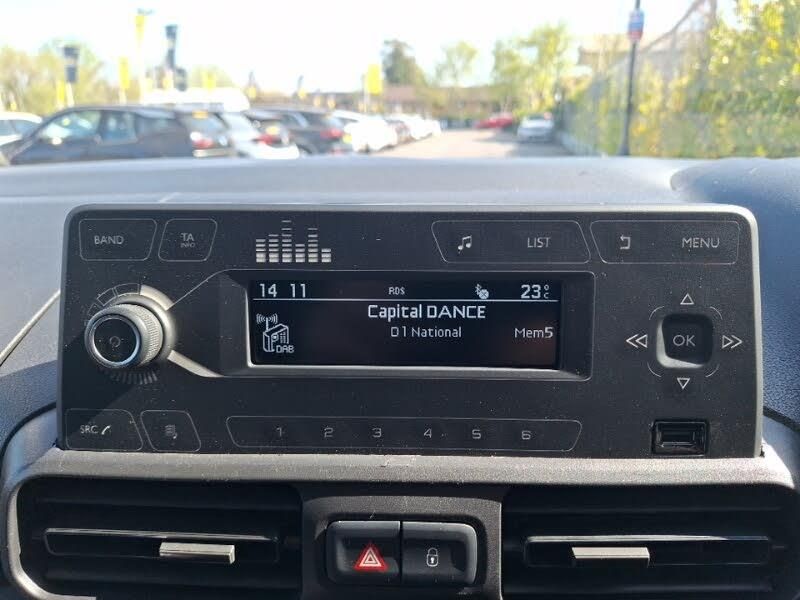 BAND
TA
INFO
LIST
MENU
14 11 RDS 23°C
Capital DANCE
D1 National
Mem5
DAB
OK
SRC
1 2 3 4 5 6